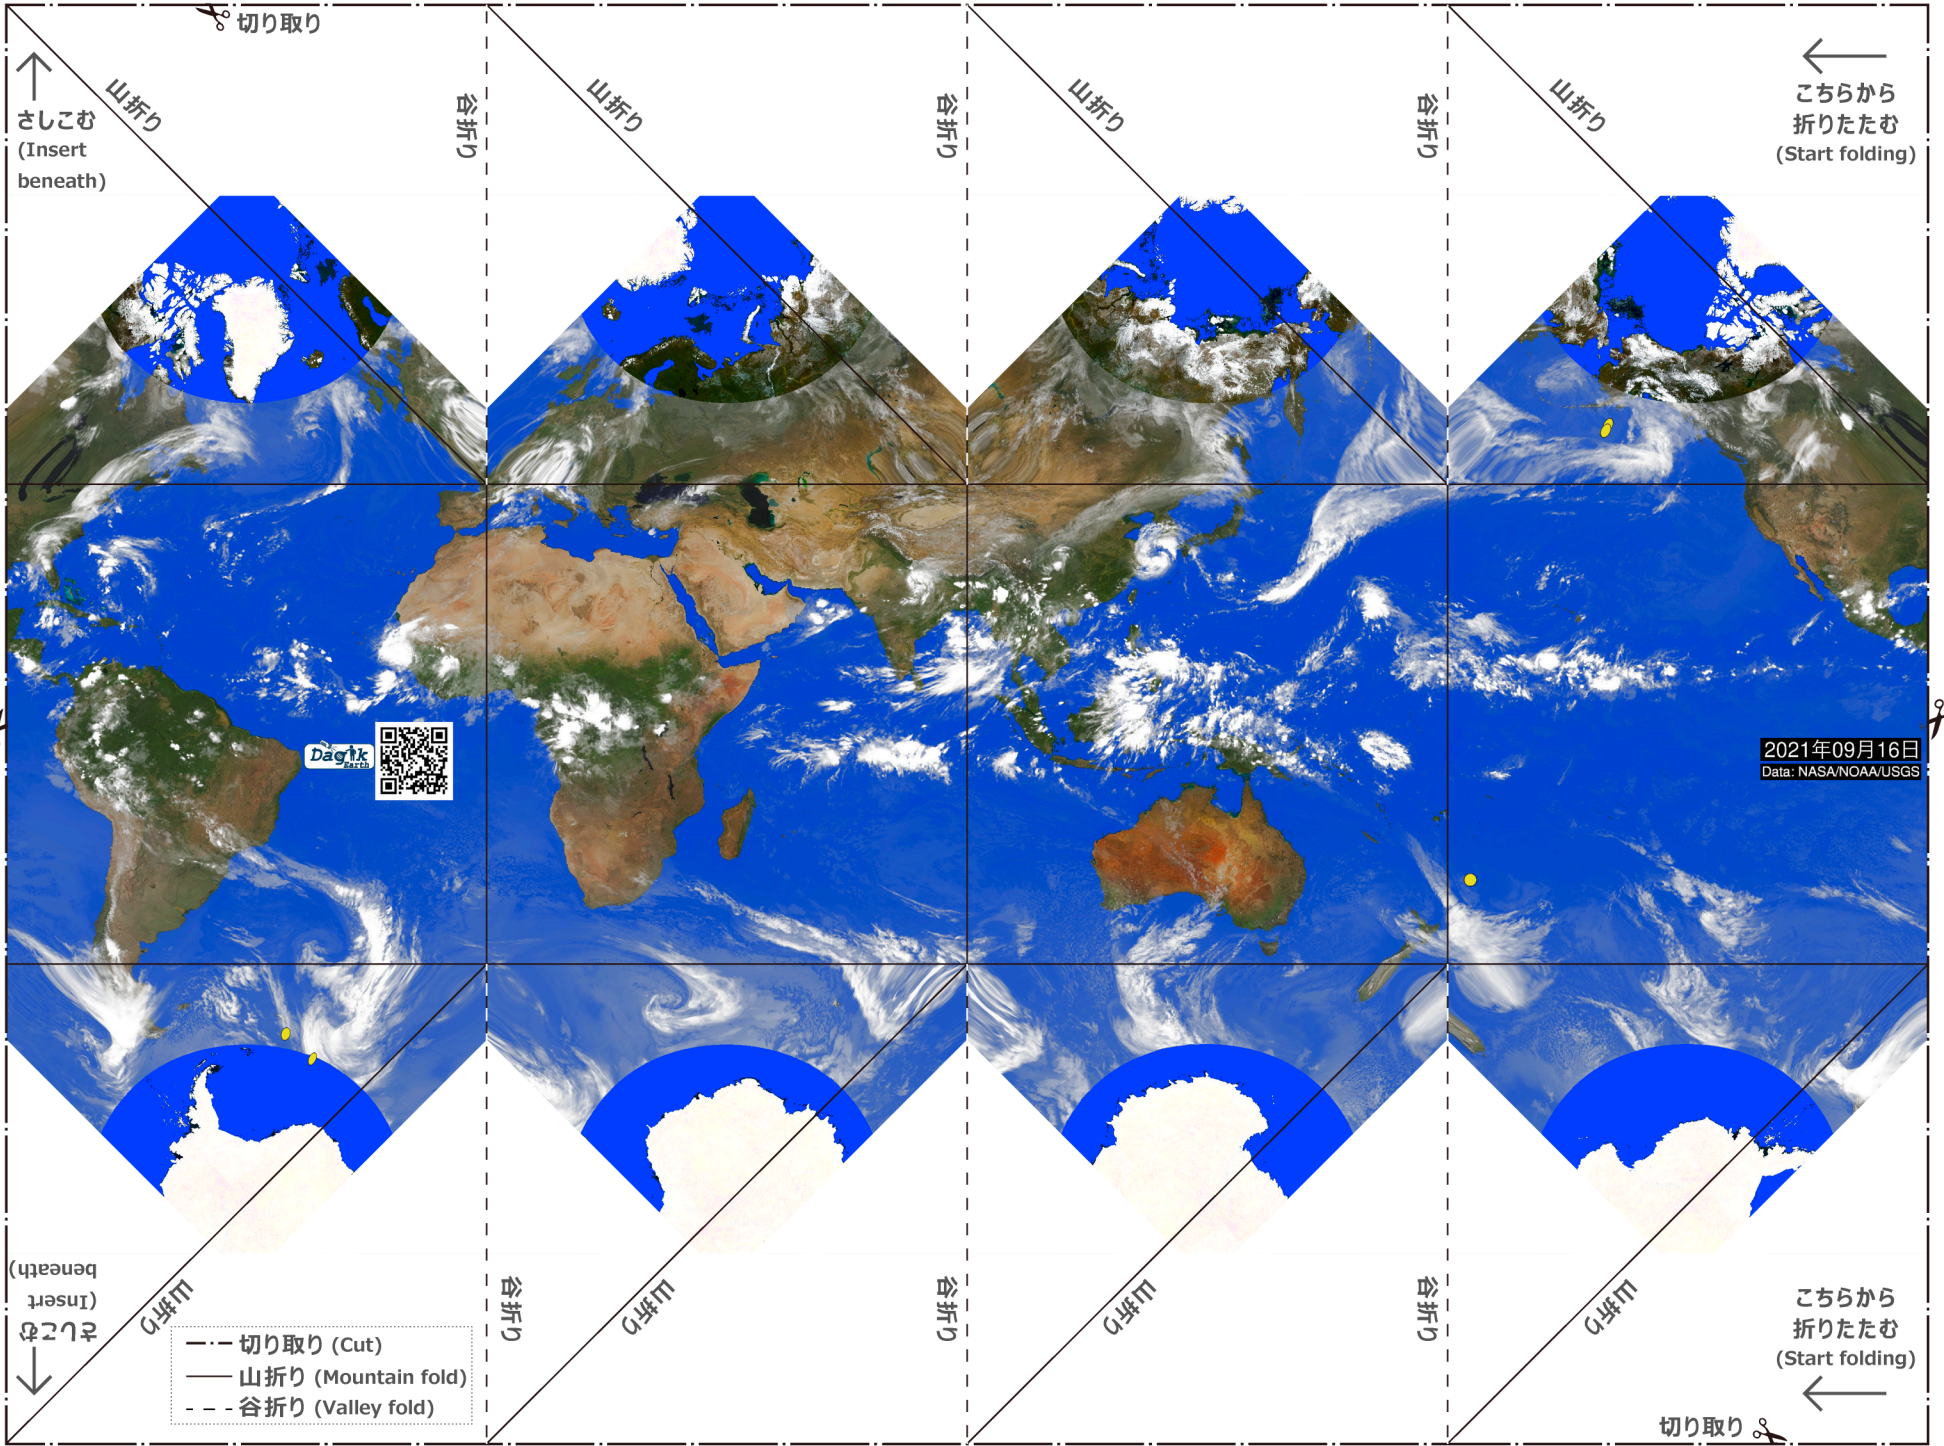 切り取り
山折り
谷折り
山折り
谷折り
山折り
谷折り
山折り
さしこむ
(Insert
beneath)
こちらから
折りたたむ
(Start folding)
Dagik
Earth
2021年09月16日
Data: NASA/NOAA/USGS
さしこむ
(Insert
beneath)
山折り
谷折り
山折り
谷折り
山折り
谷折り
山折り
こちらから
折りたたむ
(Start folding)
切り取り (Cut)
山折り (Mountain fold)
谷折り (Valley fold)
切り取り